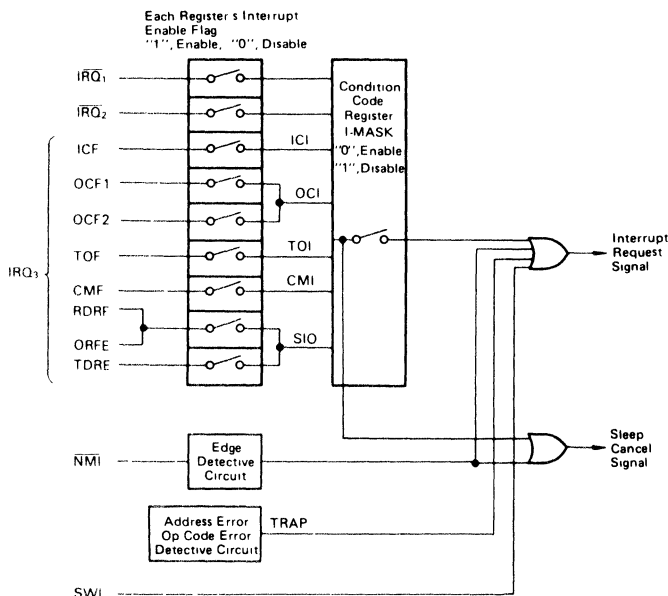 Each Register s Interrupt
Enable Flag
"1", Enable, "0", Disable
IRQ1
IRQ2
ICF
OCF1
OCF2
TOF
CMF
RDRF
ORFE
TDRE
IRQ3
ICI
OCI
TOI
CMI
SIO
Condition
Code
Register
I-MASK
"0", Enable
"1", Disable
Interrupt
Request
Signal
Sleep
Cancel
Signal
NMI
Edge
Detective
Circuit
Address Error
Op Code Error
Detective Circuit
TRAP
SWI